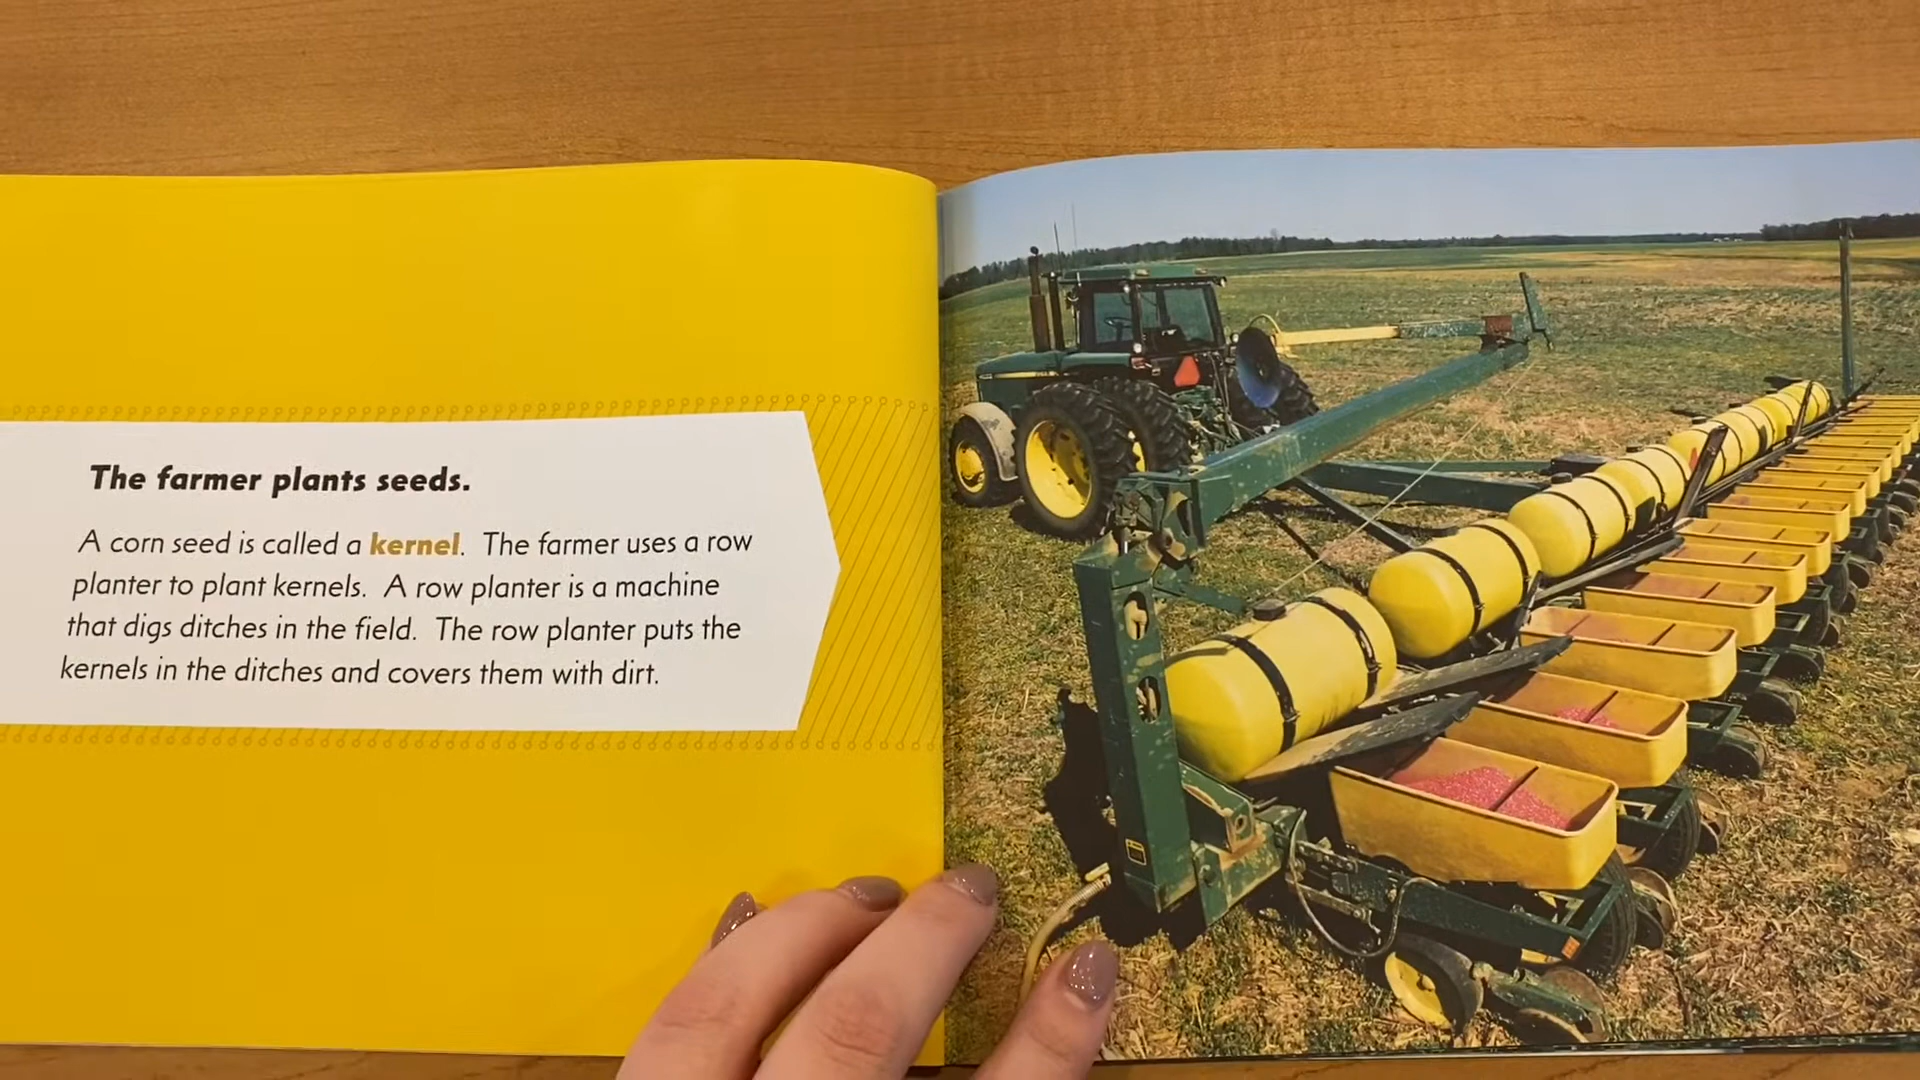 The farmer plants seeds.
A corn seed is called a kernel. The farmer uses a row
planter to plant kernels. A row planter is a machine
that digs ditches in the field. The row planter puts the
kernels in the ditches and covers them with dirt.